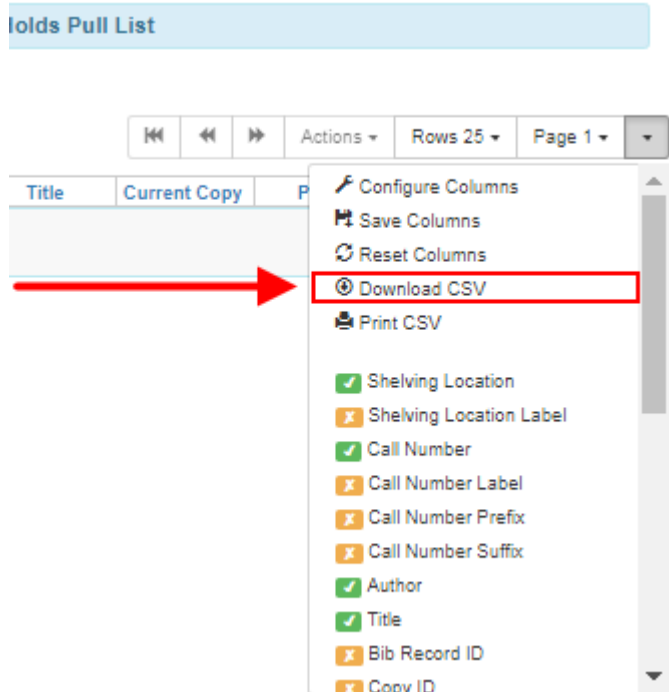 Holds Pull List
Actions Rows 25 Page 1
Title Current Copy P
Configure Columns
Save Columns
Reset Columns
Download CSV
Print CSV
Shelving Location
Shelving Location Label
Call Number
Call Number Label
Call Number Prefix
Call Number Suffix
Author
Title
Bib Record ID
Copy ID